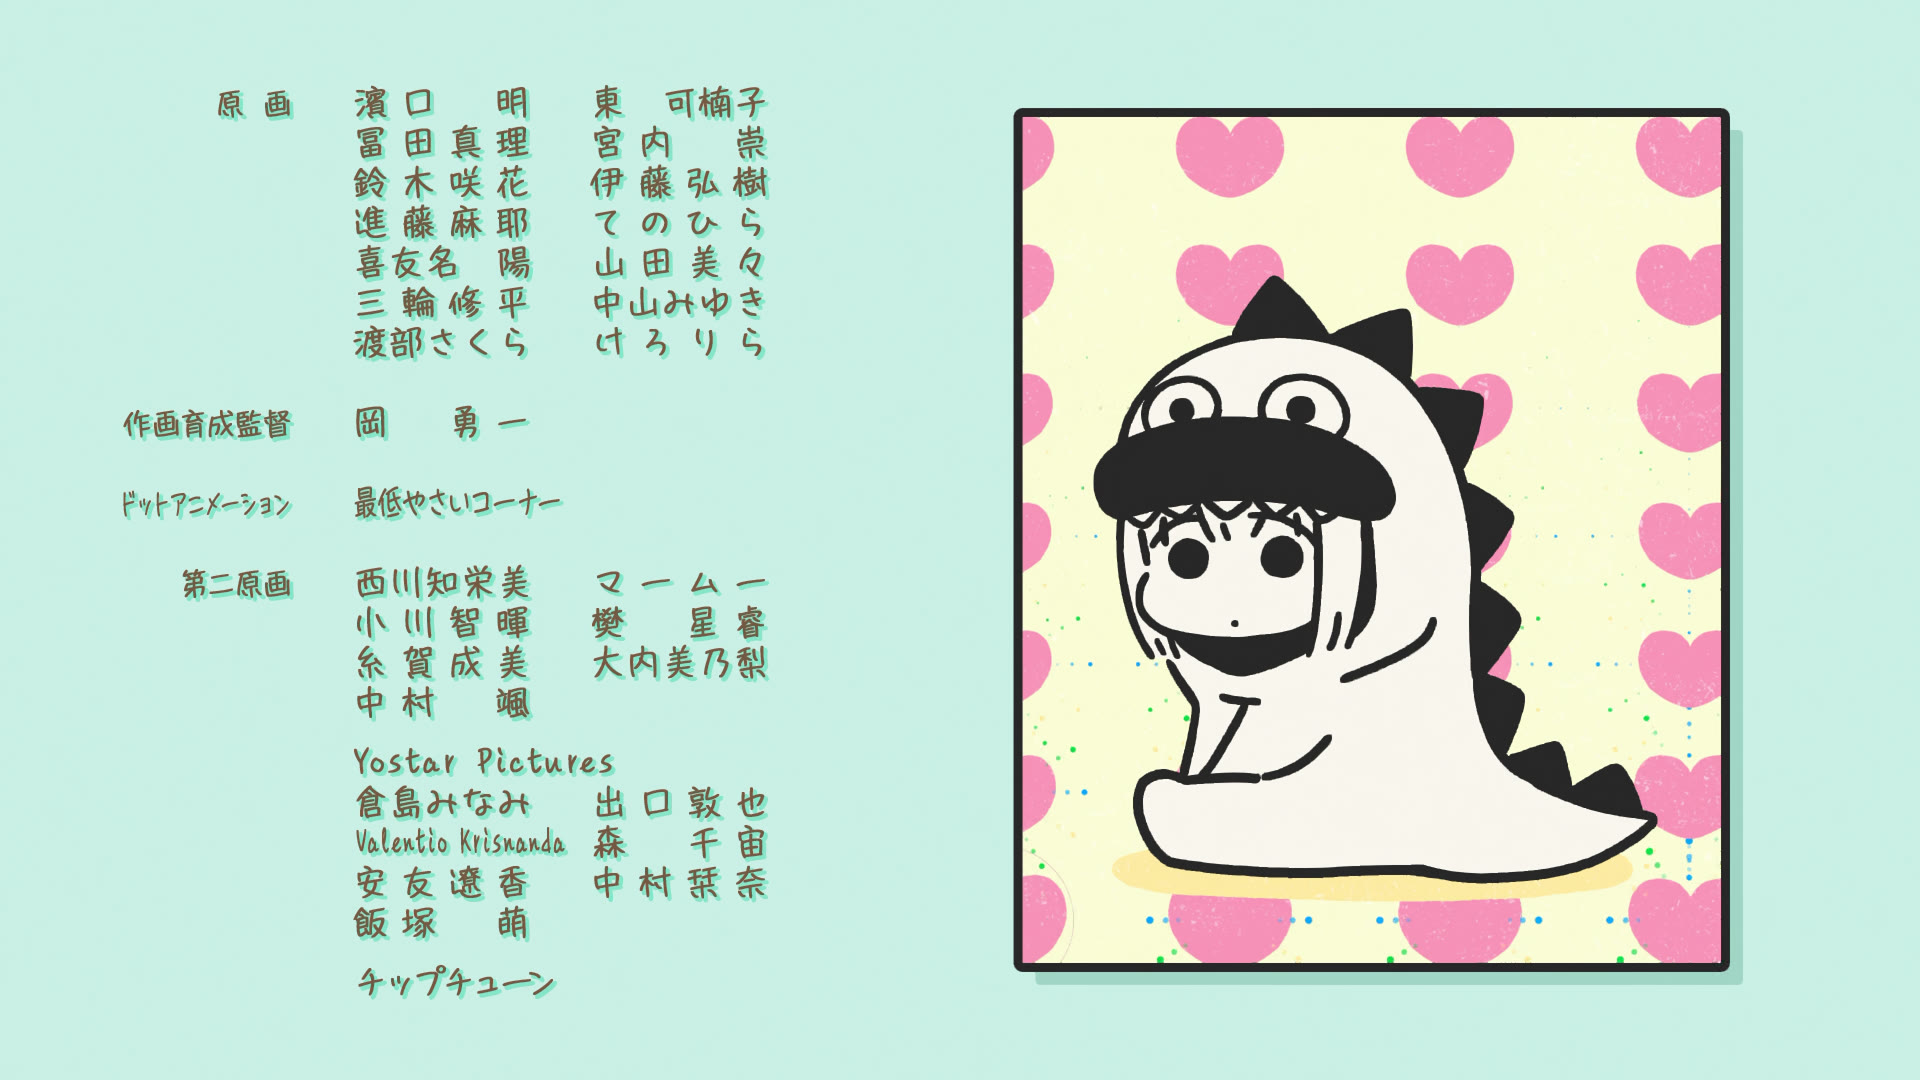 原画 濱口 明 東 可楠子
冨田真理 宮内 崇
鈴木咲花 伊藤弘樹
進藤麻耶 てのひら
喜友名 陽 山田美々
三輪修平 中山みゆき
渡部さくら けろりら
作画育成監督 岡 勇一
ドットアニメーション 最低やさいコーナー
第二原画 西川知栄美 マームー
小川智暉 樊 星睿
糸賀成美 大内美乃梨
中村 颯
Yostar Pictures
倉島みなみ 出口敦也
Valentio Krisnanda 森 千宙
安友遼香 中村栞奈
飯塚 萌
チップチューン